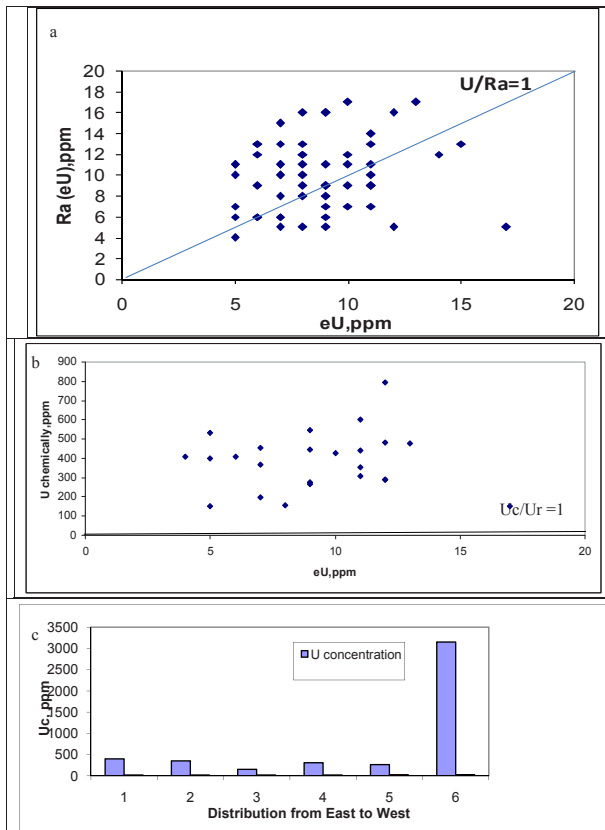 a
U/Ra=1
Ra (eU),ppm
20
18
16
14
12
10
8
6
4
2
0
0 5 10 15 20
eU,ppm
b
U chemically,ppm
900
800
700
600
500
400
300
200
100
0
Uc/Ur =1
0 5 10 15 20
eU,ppm
c
U concentration
Uc, ppm
3500
3000
2500
2000
1500
1000
500
0
1 2 3 4 5 6
Distribution from East to West